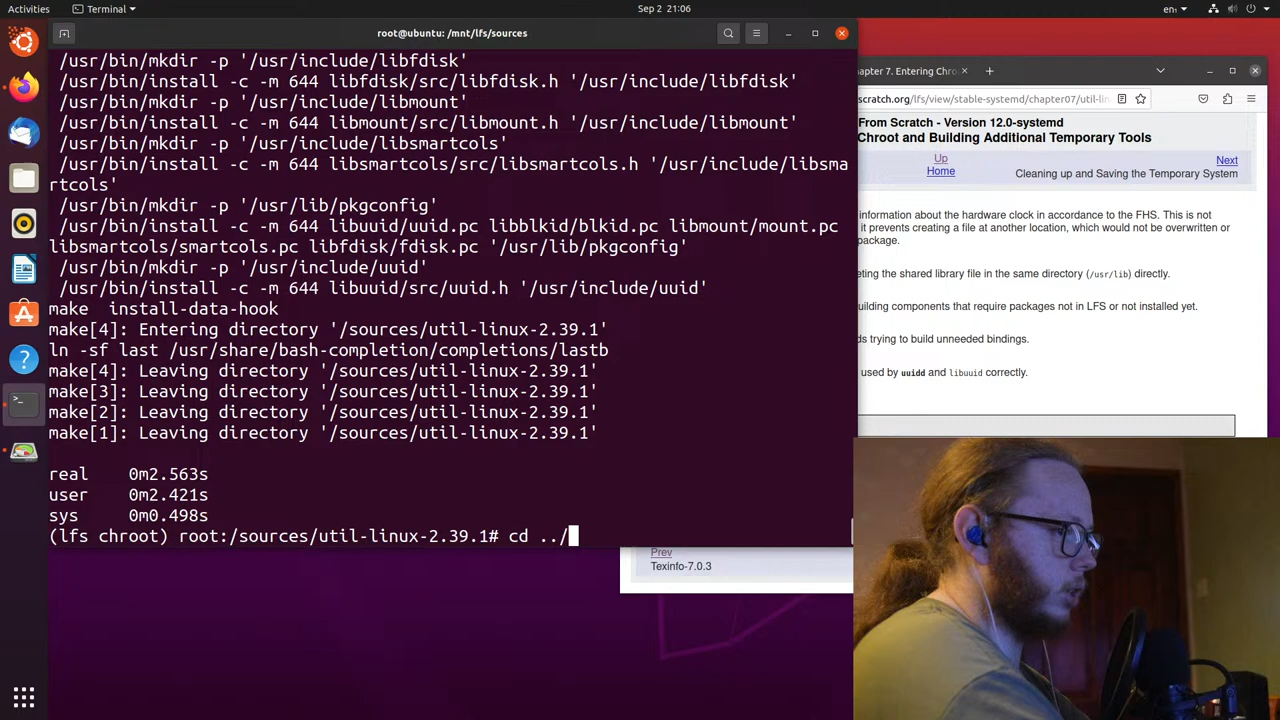 Activities
Terminal
Sep 2 21:06
en
root@ubuntu: /mnt/lfs/sources
/usr/bin/mkdir -p '/usr/include/libfdisk'
/usr/bin/install -c -m 644 libfdisk/src/libfdisk.h '/usr/include/libfdisk'
/usr/bin/mkdir -p '/usr/include/libmount'
/usr/bin/install -c -m 644 libmount/src/libmount.h '/usr/include/libmount'
/usr/bin/mkdir -p '/usr/include/libsmartcols'
/usr/bin/install -c -m 644 libsmartcols/src/libsmartcols.h '/usr/include/libsma
rtcols'
/usr/bin/mkdir -p '/usr/lib/pkgconfig'
/usr/bin/install -c -m 644 libuuid/uuid.pc libblkid/blkid.pc libmount/mount.pc
libsmartcols/smartcols.pc libfdisk/fdisk.pc '/usr/lib/pkgconfig'
/usr/bin/mkdir -p '/usr/include/uuid'
/usr/bin/install -c -m 644 libuuid/src/uuid.h '/usr/include/uuid'
make  install-data-hook
make[4]: Entering directory '/sources/util-linux-2.39.1'
ln -sf last /usr/share/bash-completion/completions/lastb
make[4]: Leaving directory '/sources/util-linux-2.39.1'
make[3]: Leaving directory '/sources/util-linux-2.39.1'
make[2]: Leaving directory '/sources/util-linux-2.39.1'
make[1]: Leaving directory '/sources/util-linux-2.39.1'
real 0m2.563s
user 0m2.421s
sys 0m0.498s
(lfs chroot) root:/sources/util-linux-2.39.1# cd ../
apter 7. Entering Chro
scratch.org/lfs/view/stable-systemd/chapter07/util-lin
From Scratch - Version 12.0-systemd
Chroot and Building Additional Temporary Tools
Up
Home
Next
Cleaning up and Saving the Temporary System
information about the hardware clock in accordance to the FHS. This is not
it prevents creating a file at another location, which would not be overwritten or
package.
eting the shared library file in the same directory (/usr/lib) directly.
uilding components that require packages not in LFS or not installed yet.
ds trying to build unneeded bindings.
used by uuidd and libuuid correctly.
Prev
Texinfo-7.0.3